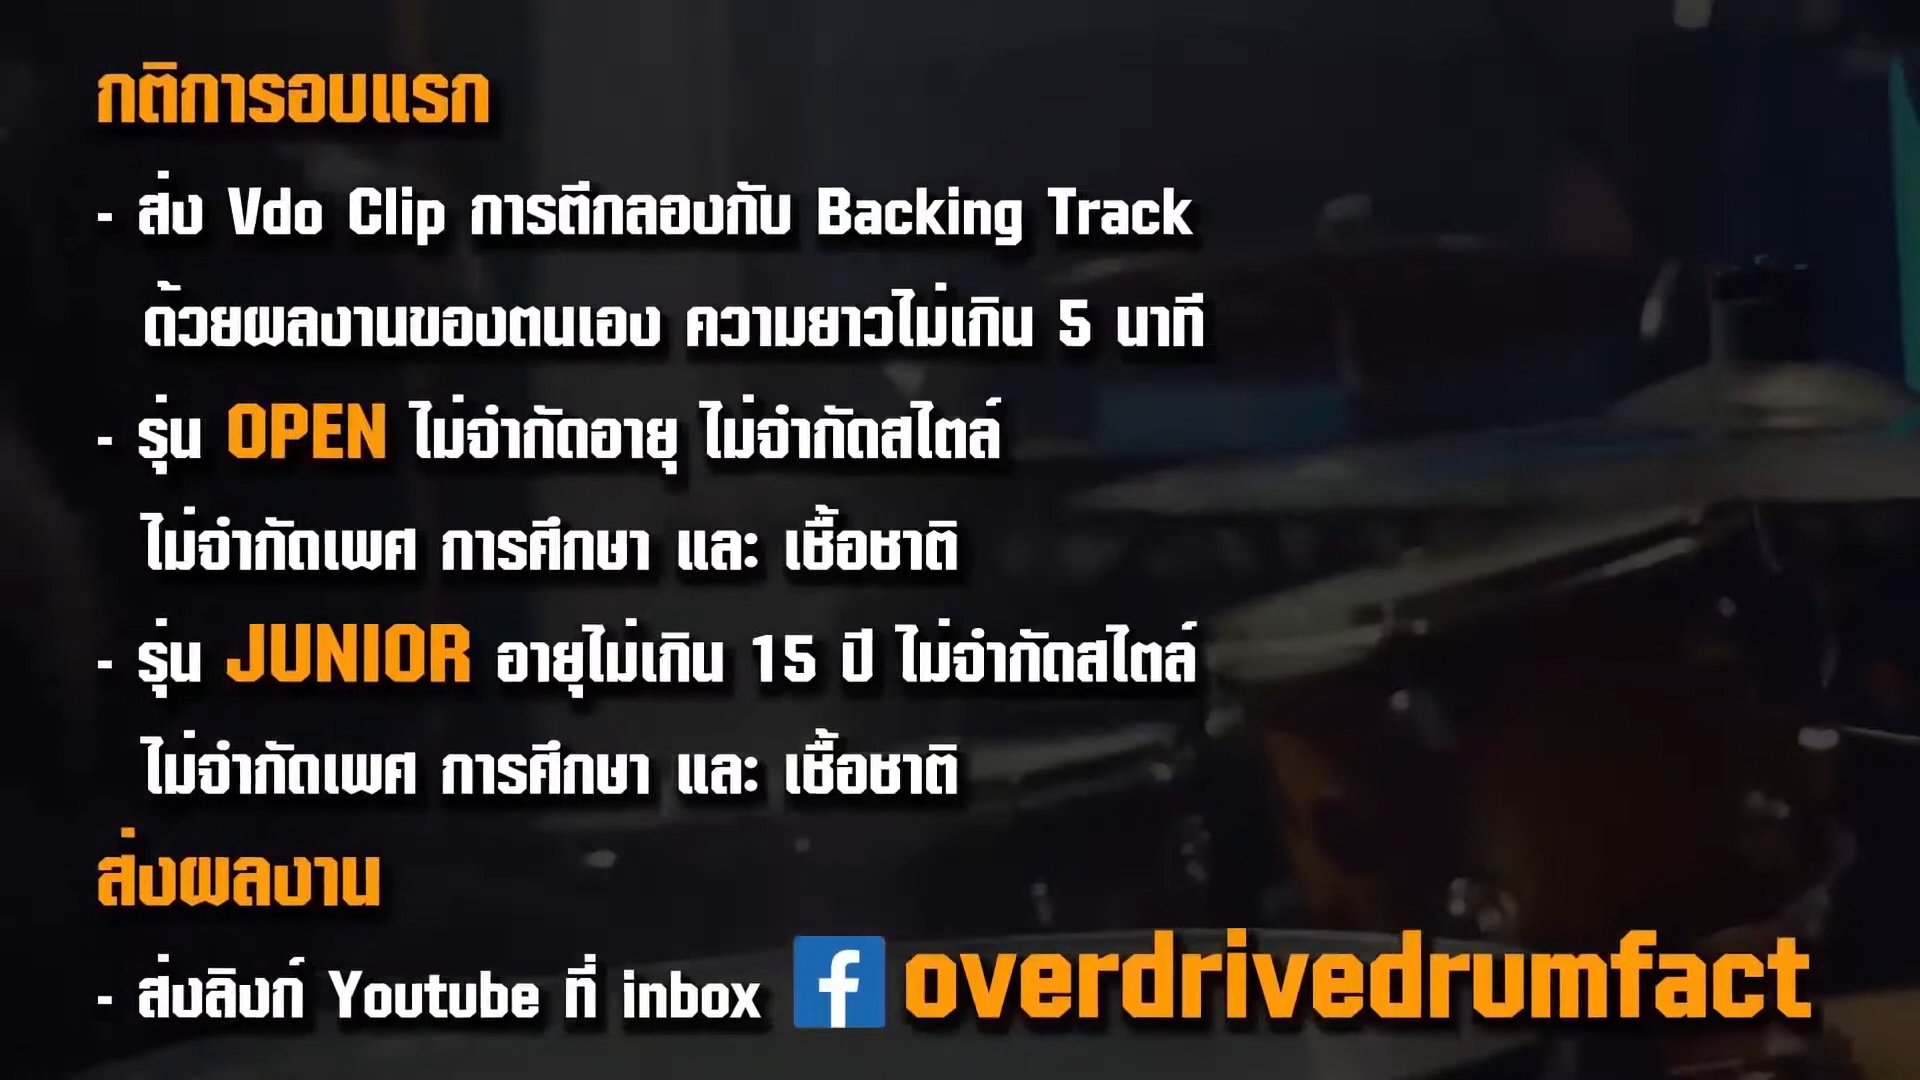 กติการอบแรก
- ส่ง Vdo Clip การตีกลองกับ Backing Track
ด้วยผลงานของตนเอง ความยาวไม่เกิน 5 นาที
- รุ่น OPEN ไม่จำกัดอายุ ไม่จำกัดสไตล์
ไม่จำกัดเพศ การศึกษา และ เชื้อชาติ
- รุ่น JUNIOR อายุไม่เกิน 15 ปี ไม่จำกัดสไตล์
ไม่จำกัดเพศ การศึกษา และ เชื้อชาติ
ส่งผลงาน
- ส่งลิงก์ Youtube ที่ inbox f overdrivedrumfact